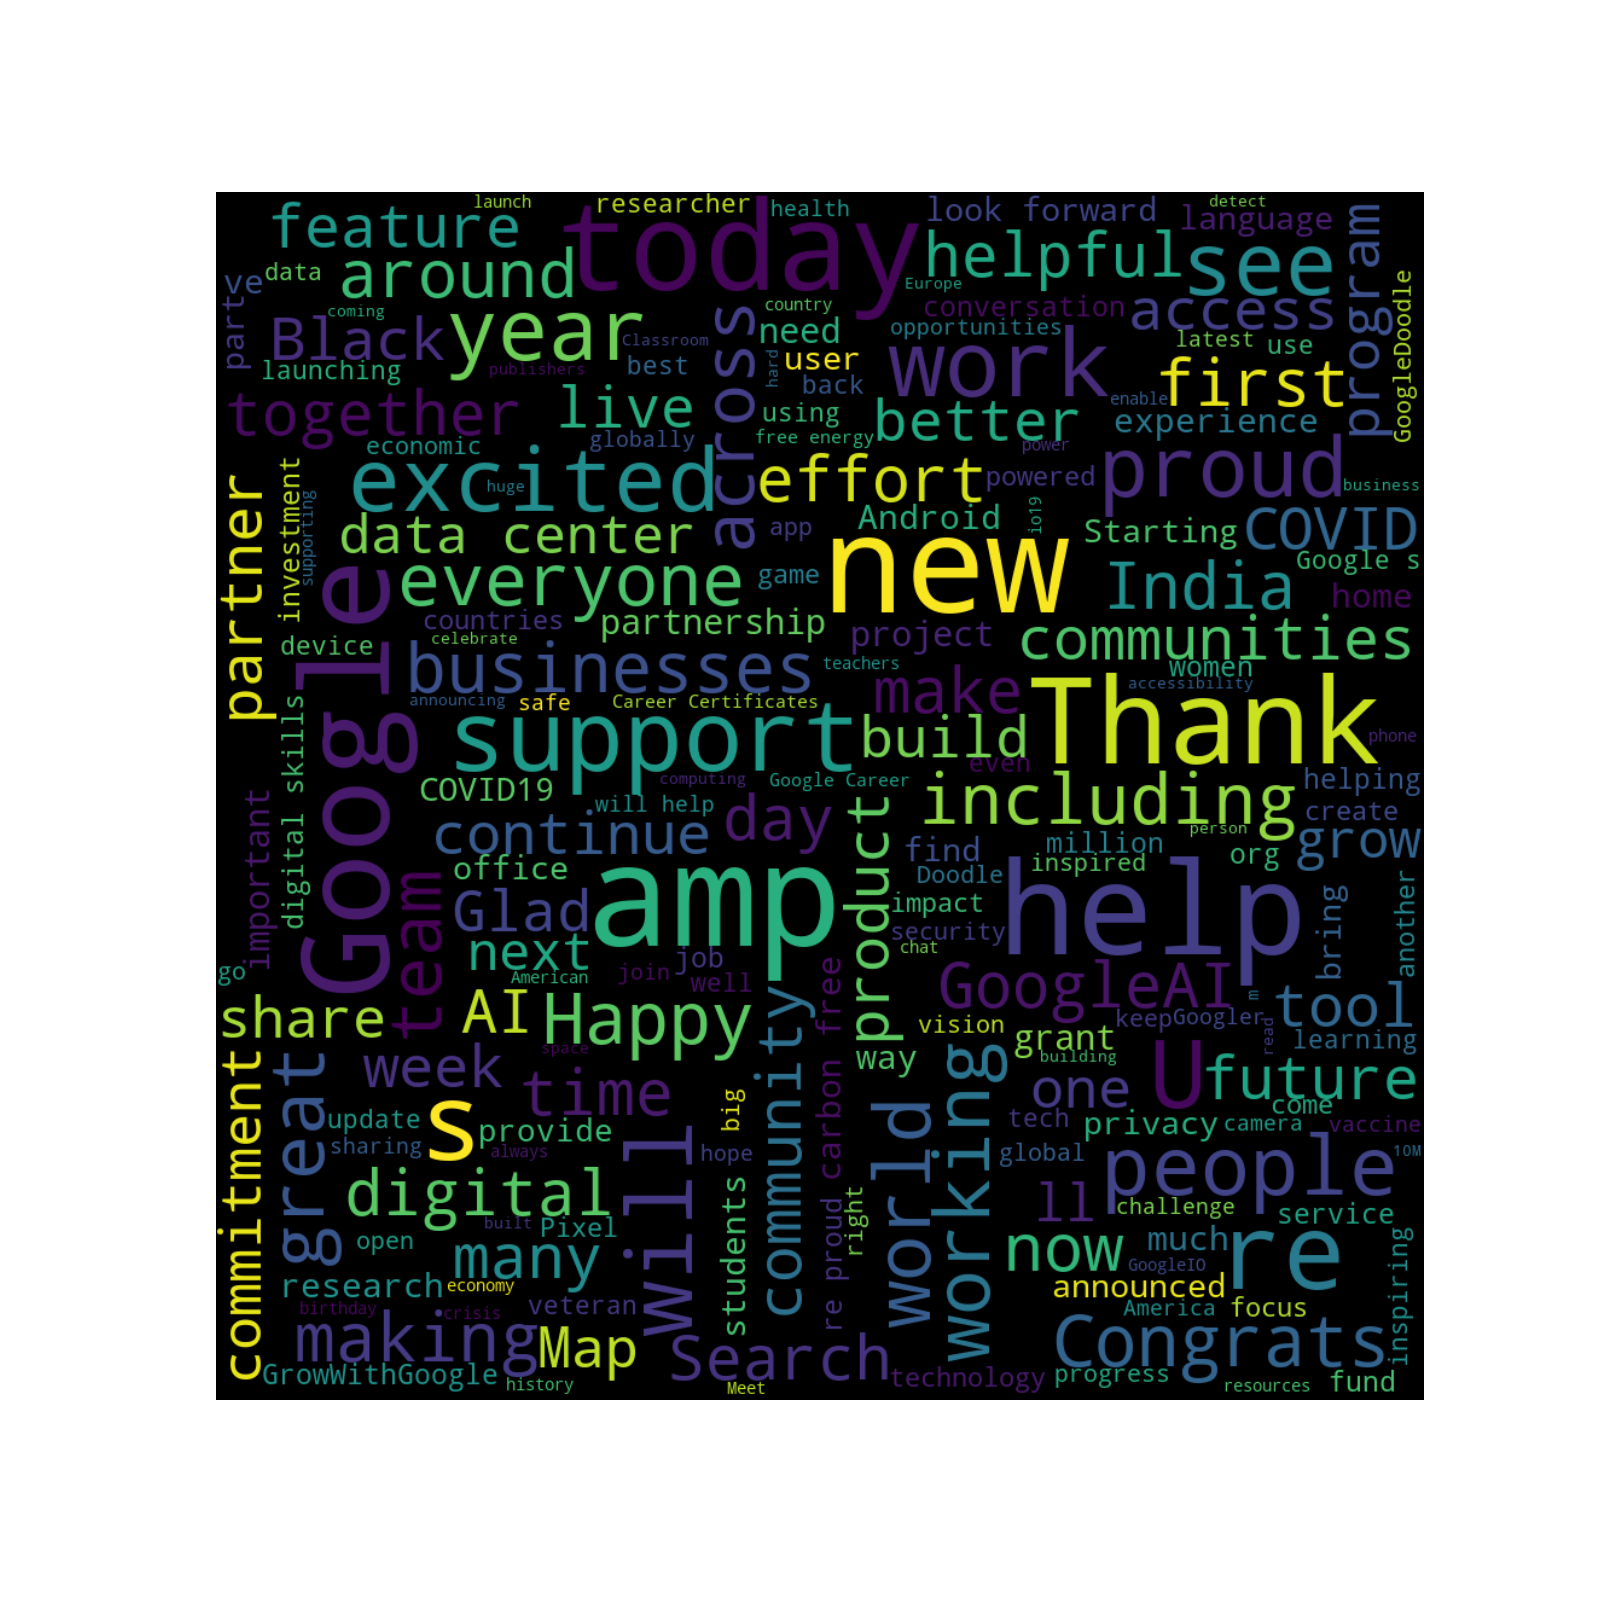 launch
researcher
health
look forward
detect
language
feature
today
helpful
see
program
around
data
ve
Europe
conversation
access
GoogleDoodle
part
coming
Black
year
across
country
need
opportunities
work
latest
use
Classroom
launching
publishers
best
hard
user
back
first
together
live
using
better
enable
experience
economic
globally
free energy
power
partner
excited
huge
effort
powered
proud
business
investment
supporting
data center
app
Android
io19
Starting
COVID
Google s
Google
everyone
game
new
India
home
countries
partnership
project
communities
device
celebrate
businesses
teachers
women
accessibility
digital skills
announcing
safe
Career Certificates
make
Thank
support
build
phone
even
important
COVID19
computing
Google Career
including
helping
will help
day
product
create
continue
person
grow
office
find
million
org
inspired
team
Glad
amp
Doodle
help
impact
bring
another
next
job
security
chat
go
American
join
well
GoogleAI
share
AI
Happy
community
re proud carbon free
vision
keep
Googler
m
tool
grant
read
learning
commitment
great
week
space
way
building
working
time
one
U
future
update
s
provide
big
world
tech
privacy
come
camera
vaccine
sharing
always
hope
global
people
10M
digital
will
students
right
ll
challenge
service
built
Pixel
open
many
now
much
re
inspiring
GoogleIO
research
economy
announced
birthday
crisis
veteran
America
focus
making
Map
Search
Congrats
GrowWithGoogle
history
Meet
technology
progress
resources
fund